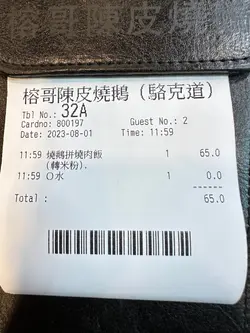 榕哥陳皮燒
榕哥陳皮燒鵝（駱克道）
Tbl No.: 32A
Cardno: 800197 Guest No.: 2
Date: 2023-08-01 Time: 11:59
11:59 燒鵝拼燒肉飯 1 65.0
(轉米粉).
11:59 O水 1 0.0
Total : 65.0